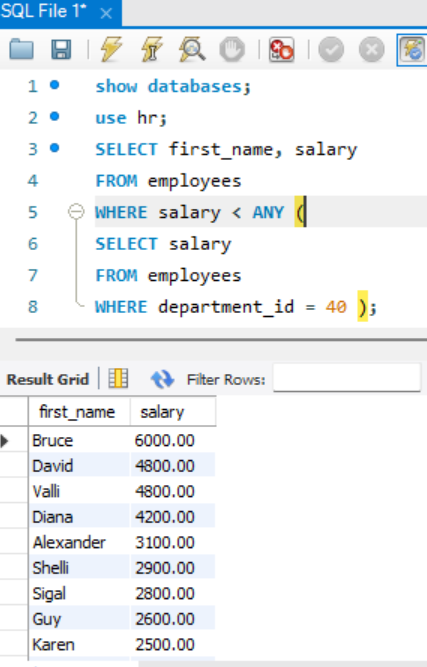 SQL File 1*
1 show databases;
2 use hr;
3 SELECT first_name, salary
4 FROM employees
5 WHERE salary < ANY (
6 SELECT salary
7 FROM employees
8 WHERE department_id = 40 );
Result Grid Filter Rows:
first_name salary
Bruce 6000.00
David 4800.00
Valli 4800.00
Diana 4200.00
Alexander 3100.00
Shelli 2900.00
Sigal 2800.00
Guy 2600.00
Karen 2500.00